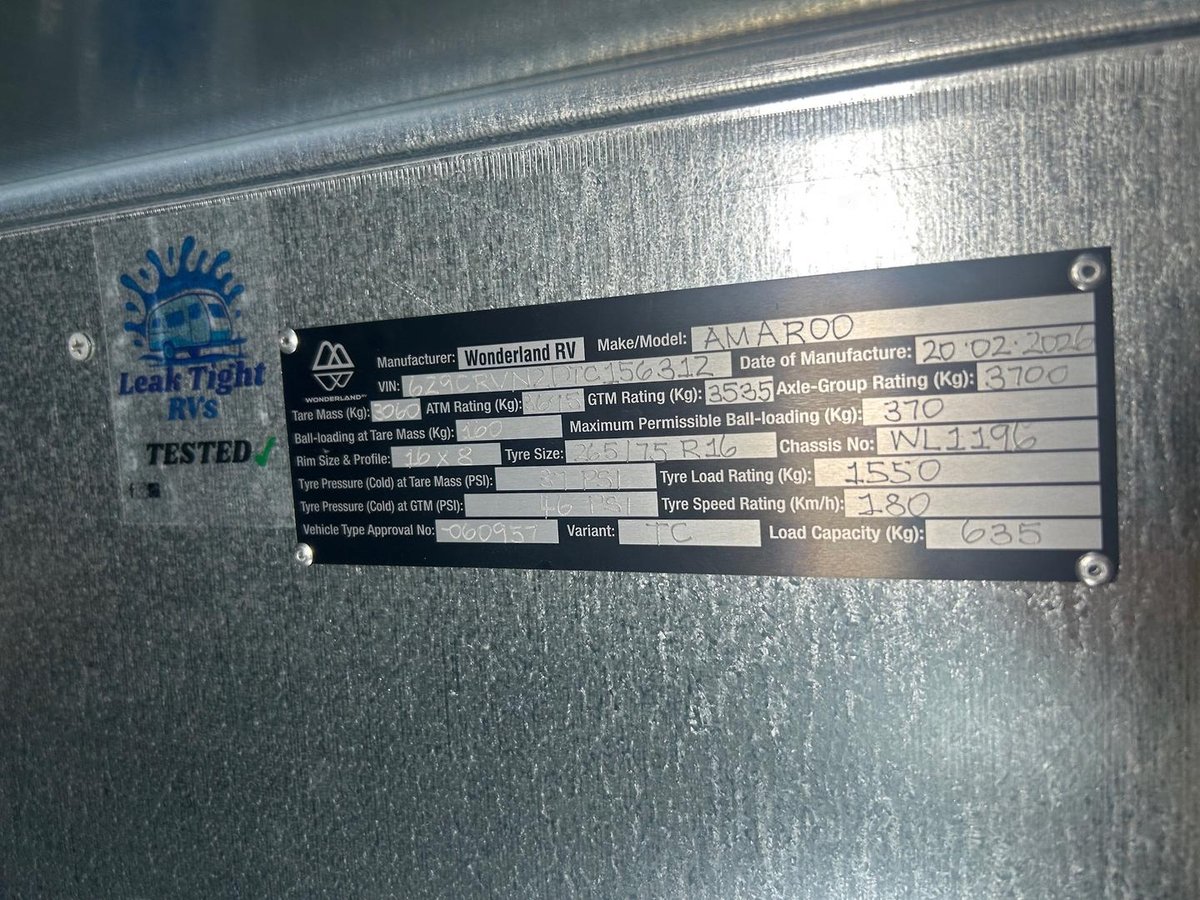 Leak Tight
RVs
TESTED
WONDERLAND
Manufacturer: Wonderland RV Make/Model: AMAROO
VIN: 629CRVN2DTC156312 Date of Manufacture: 20·02·2026
Tare Mass (Kg): 3060 ATM Rating (Kg): GTM Rating (Kg): 3535 Axle-Group Rating (Kg): 3700
Ball-loading at Tare Mass (Kg): 160 Maximum Permissible Ball-loading (Kg): 370
Rim Size & Profile: 16 x 8 Tyre Size: 265/75 R16 Chassis No: WL1196
Tyre Pressure (Cold) at Tare Mass (PSI): PSI Tyre Load Rating (Kg): 1550
Tyre Pressure (Cold) at GTM (PSI): 46 PSI Tyre Speed Rating (Km/h): 180
Vehicle Type Approval No: -060957 Variant: TC Load Capacity (Kg): 635